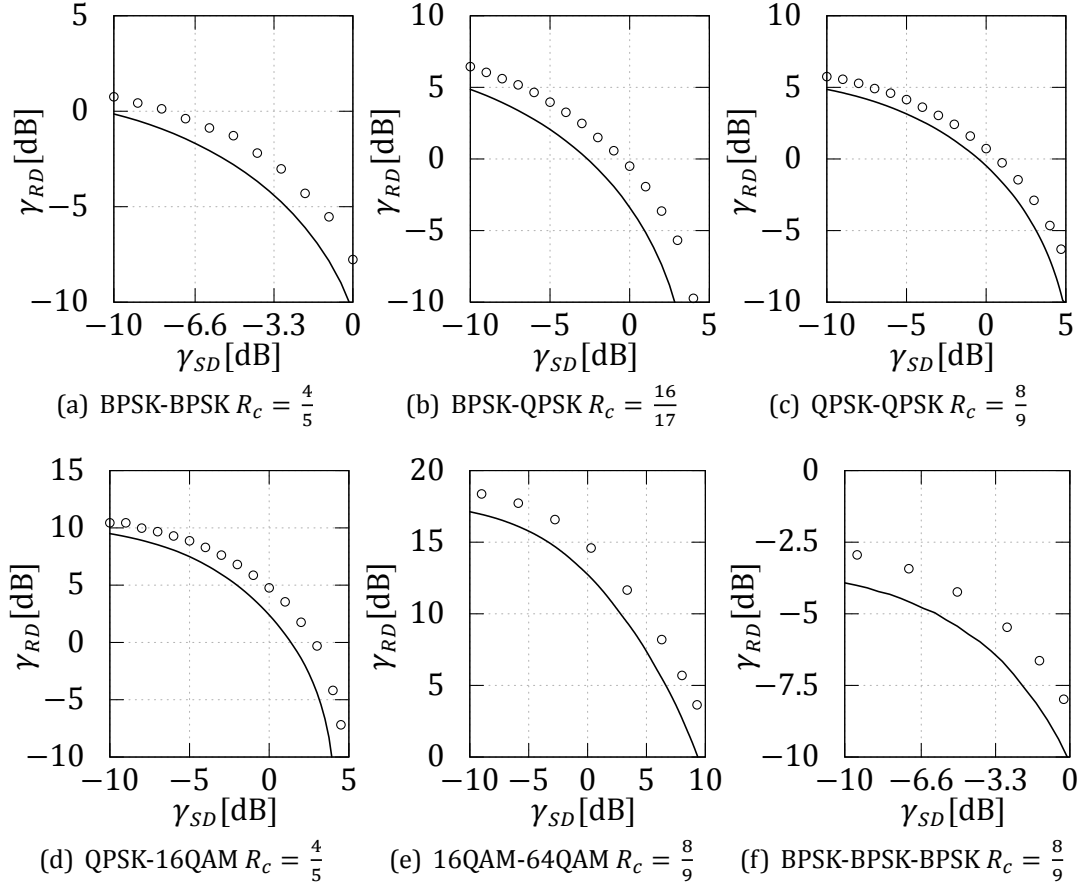 5
0
−5
−10
γRD [dB]
−10 −6.6 −3.3 0
γSD [dB]
(a) BPSK-BPSK Rc = 4/5
10
5
0
−5
−10
γRD [dB]
−10 −5 0 5
γSD [dB]
(b) BPSK-QPSK Rc = 16/17
10
5
0
−5
−10
γRD [dB]
−10 −5 0 5
γSD [dB]
(c) QPSK-QPSK Rc = 8/9
15
10
5
0
−5
−10
γRD [dB]
−10 −5 0 5
γSD [dB]
(d) QPSK-16QAM Rc = 4/5
20
15
10
5
0
γRD [dB]
−10 −5 0 5 10
γSD [dB]
(e) 16QAM-64QAM Rc = 8/9
0
−2.5
−5
−7.5
−10
γRD [dB]
−10 −6.6 −3.3 0
γSD [dB]
(f) BPSK-BPSK-BPSK Rc = 8/9